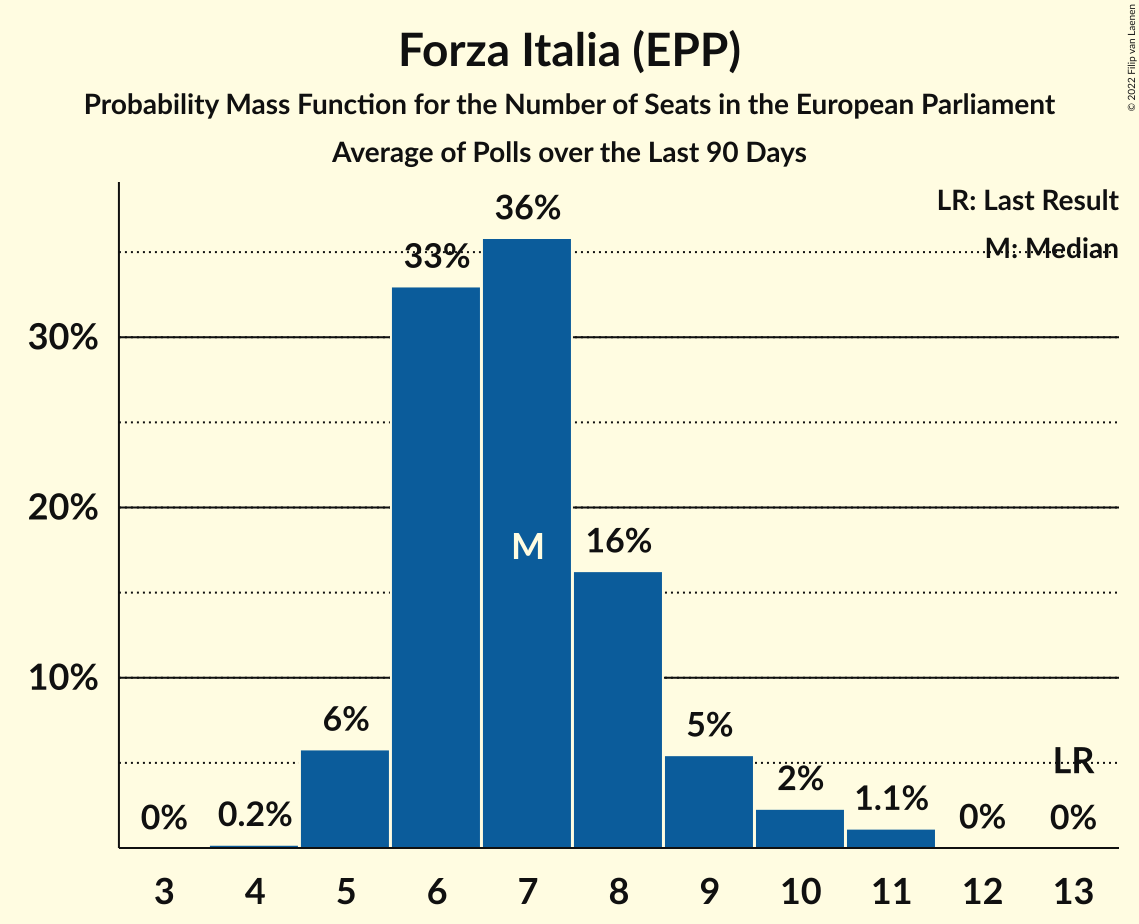 Forza Italia (EPP)
Probability Mass Function for the Number of Seats in the European Parliament
Average of Polls over the Last 90 Days
© 2022 Filip van Laenen
LR: Last Result
M: Median
36%
33%
30%
20%
16%
M
10%
6%
5%
LR
2%
1.1%
0%
0.2%
0%
0%
3 4 5 6 7 8 9 10 11 12 13